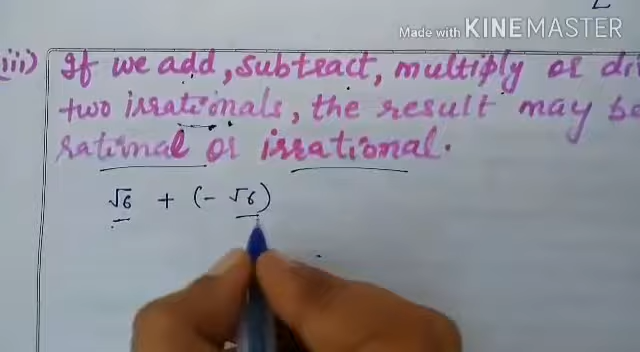 Made with KINEMASTER
(iii) If we add, subtract, multiply or di
two irrationals, the result may be
rational or irrational.
√6 + (- √6)